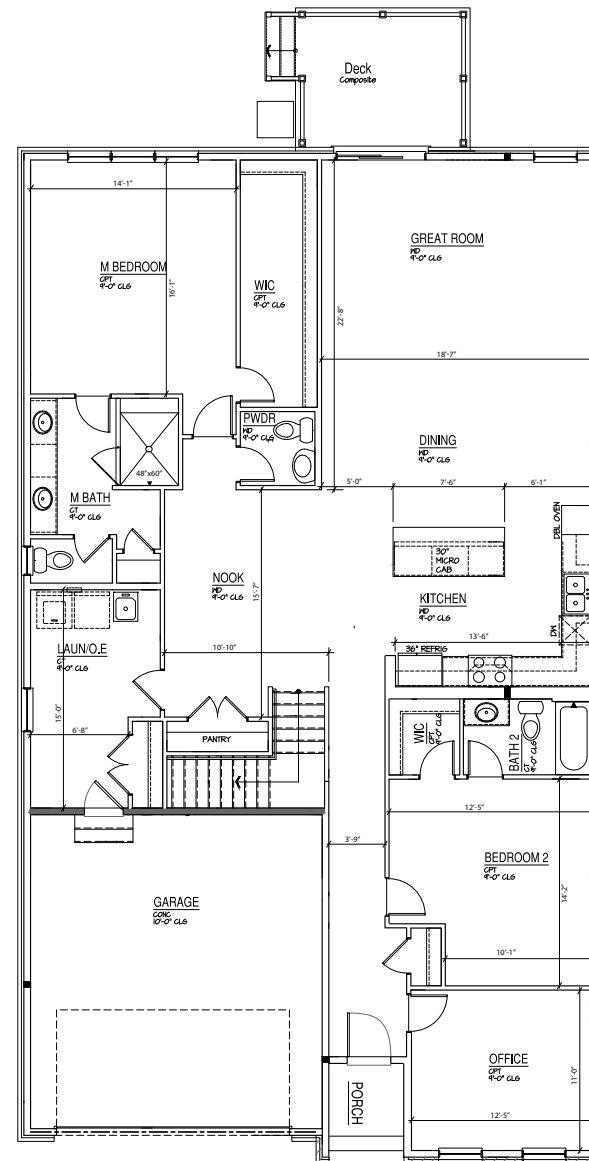 Deck
Composite
14'-1"
M BEDROOM
CPT
9'-0" CLG
16'-1"
WIC
CPT
9'-0" CLG
22'-8"
GREAT ROOM
WD
9'-0" CLG
18'-7"
PWDR
WD
9'-0" CLG
DINING
WD
9'-0" CLG
48"x60"
5'-0"
7'-6"
6'-1"
M BATH
CT
9'-0" CLG
DBL OVEN
30"
MICRO
CAB
NOOK
WD
9'-0" CLG
15'-7"
KITCHEN
WD
9'-0" CLG
DW
13'-6"
LAUN/O.E
CT
9'-0" CLG
10'-10"
36" REFRIG
15'-0"
6'-8"
PANTRY
WIC
CPT
9'-0" CLG
BATH 2
CT
9'-0" CLG
12'-5"
3'-9"
BEDROOM 2
CPT
9'-0" CLG
14'-2"
GARAGE
CONC
10'-0" CLG
10'-1"
OFFICE
CPT
9'-0" CLG
11'-0"
PORCH
12'-5"